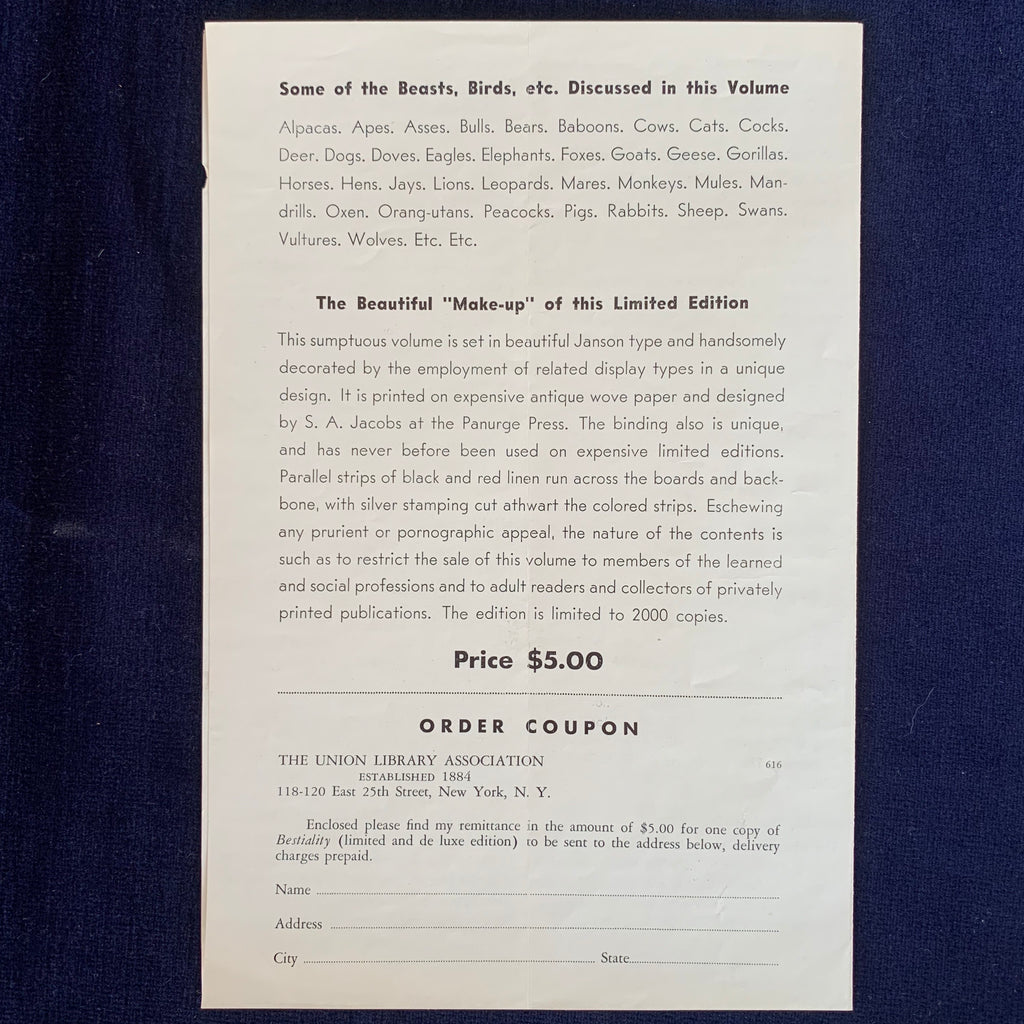 Some of the Beasts, Birds, etc. Discussed in this Volume
Alpacas. Apes. Asses. Bulls. Bears. Baboons. Cows. Cats. Cocks.
Deer. Dogs. Doves. Eagles. Elephants. Foxes. Goats. Geese. Gorillas.
Horses. Hens. Jays. Lions. Leopards. Mares. Monkeys. Mules. Man-
drills. Oxen. Orang-utans. Peacocks. Pigs. Rabbits. Sheep. Swans.
Vultures. Wolves. Etc. Etc.
The Beautiful "Make-up" of this Limited Edition
This sumptuous volume is set in beautiful Janson type and handsomely
decorated by the employment of related display types in a unique
design. It is printed on expensive antique wove paper and designed
by S. A. Jacobs at the Panurge Press. The binding also is unique,
and has never before been used on expensive limited editions.
Parallel strips of black and red linen run across the boards and back-
bone, with silver stamping cut athwart the colored strips. Eschewing
any prurient or pornographic appeal, the nature of the contents is
such as to restrict the sale of this volume to members of the learned
and social professions and to adult readers and collectors of privately
printed publications. The edition is limited to 2000 copies.
Price $5.00
ORDER COUPON
THE UNION LIBRARY ASSOCIATION 616
ESTABLISHED 1884
118-120 East 25th Street, New York, N. Y.
Enclosed please find my remittance in the amount of $5.00 for one copy of
Bestiality (limited and de luxe edition) to be sent to the address below, delivery
charges prepaid.
Name
Address
City State